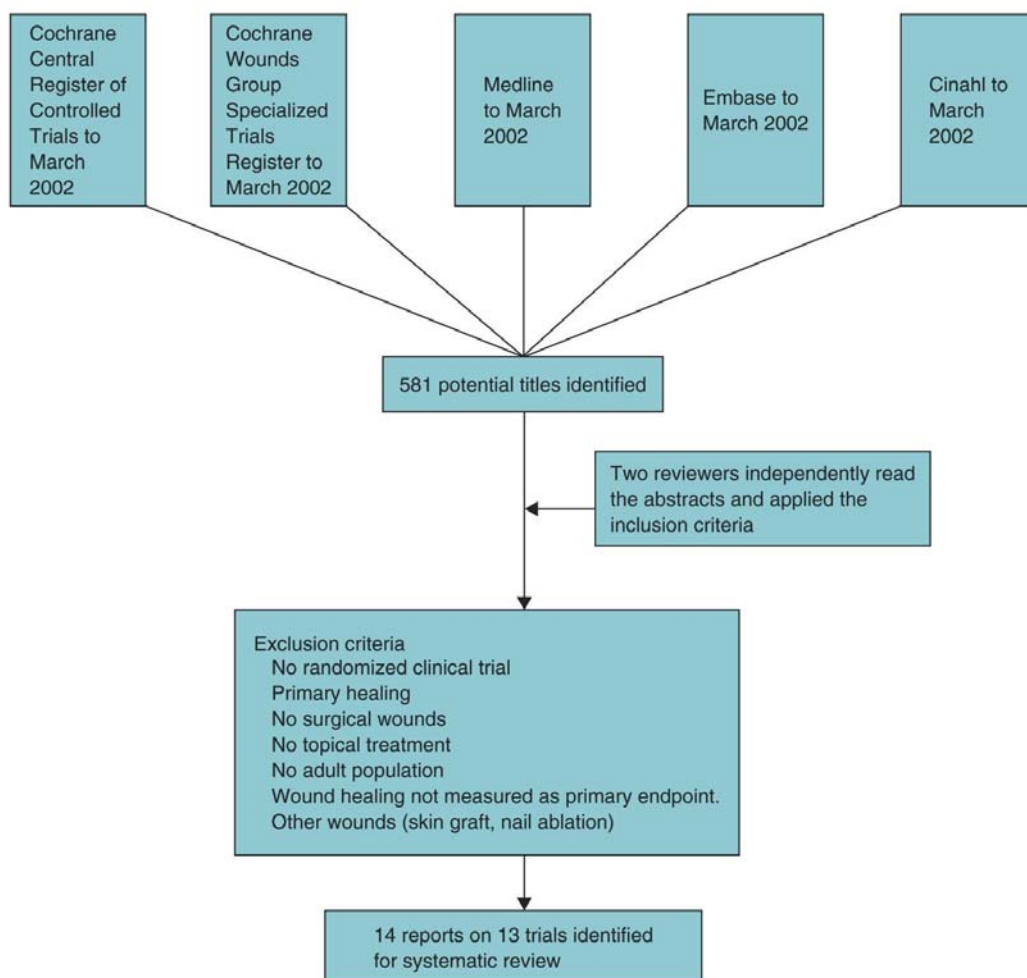 Cochrane
Central
Register of
Controlled
Trials to
March
2002
Cochrane
Wounds
Group
Specialized
Trials
Register to
March 2002
Medline
to March
2002
Embase to
March 2002
Cinahl to
March
2002
581 potential titles identified
Two reviewers independently read
the abstracts and applied the
inclusion criteria
Exclusion criteria
No randomized clinical trial
Primary healing
No surgical wounds
No topical treatment
No adult population
Wound healing not measured as primary endpoint.
Other wounds (skin graft, nail ablation)
14 reports on 13 trials identified
for systematic review